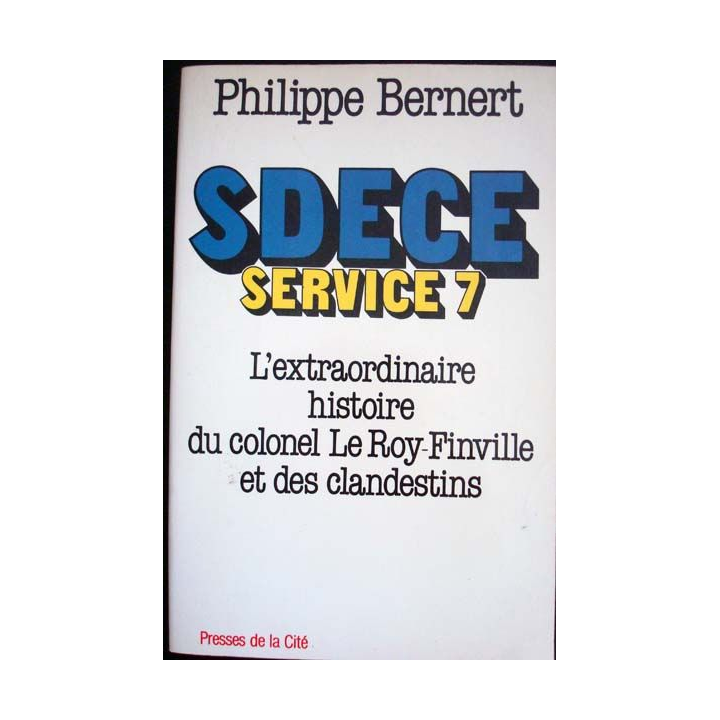 Philippe Bernert
SDECE
SERVICE 7
L'extraordinaire
histoire
du colonel Le Roy-Finville
et des clandestins
Presses de la Cité